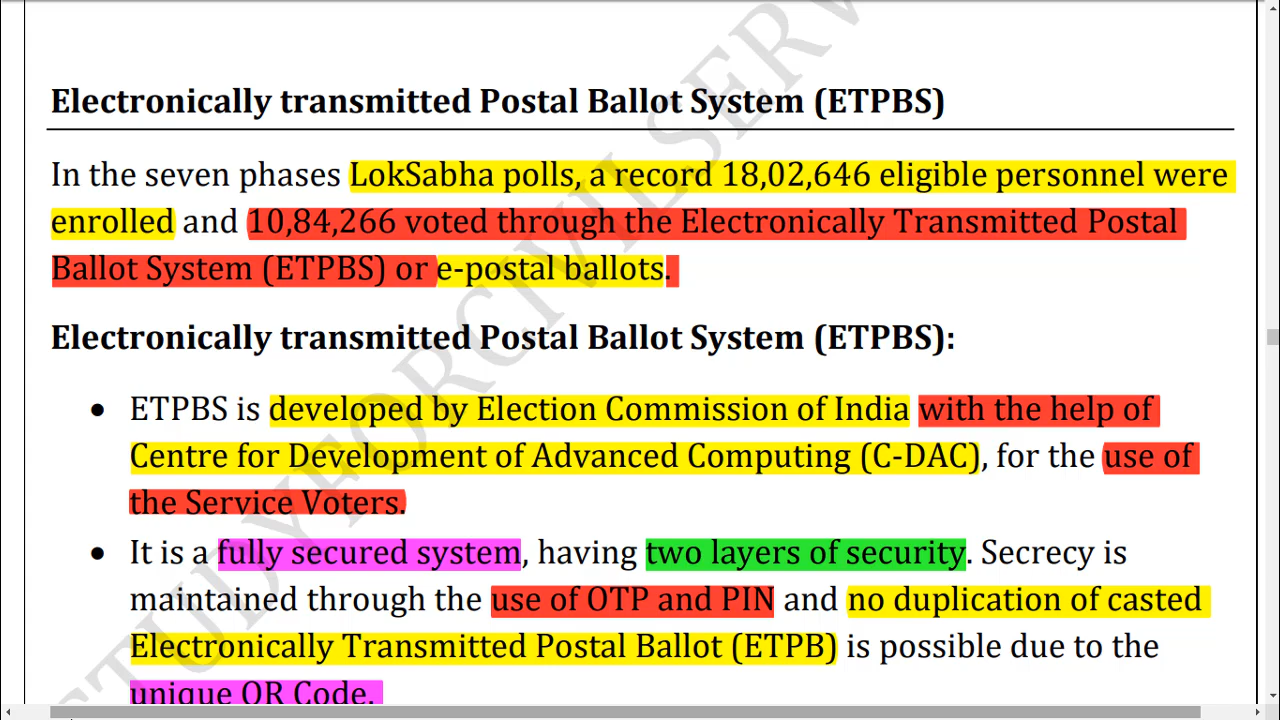 Electronically transmitted Postal Ballot System (ETPBS)
In the seven phases LokSabha polls, a record 18,02,646 eligible personnel were
enrolled and 10,84,266 voted through the Electronically Transmitted Postal
Ballot System (ETPBS) or e-postal ballots.
Electronically transmitted Postal Ballot System (ETPBS):
• ETPBS is developed by Election Commission of India with the help of
Centre for Development of Advanced Computing (C-DAC), for the use of
the Service Voters.
• It is a fully secured system, having two layers of security. Secrecy is
maintained through the use of OTP and PIN and no duplication of casted
Electronically Transmitted Postal Ballot (ETPB) is possible due to the
unique QR Code.
STUDYFORCIVILSERV